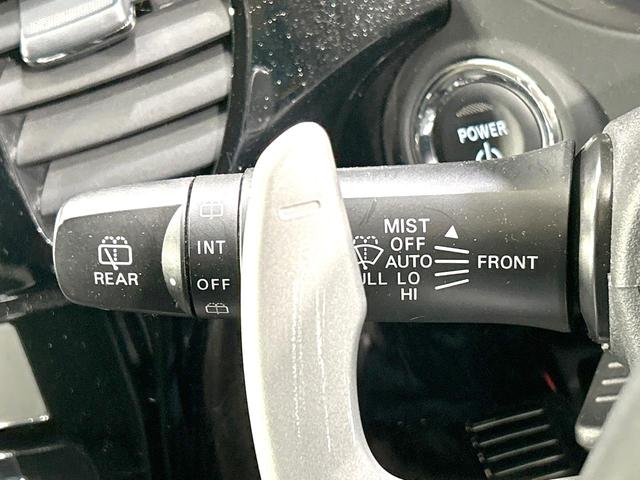 POWER
REAR
INT
OFF
MIST
OFF
AUTO
LO
HI
FRONT